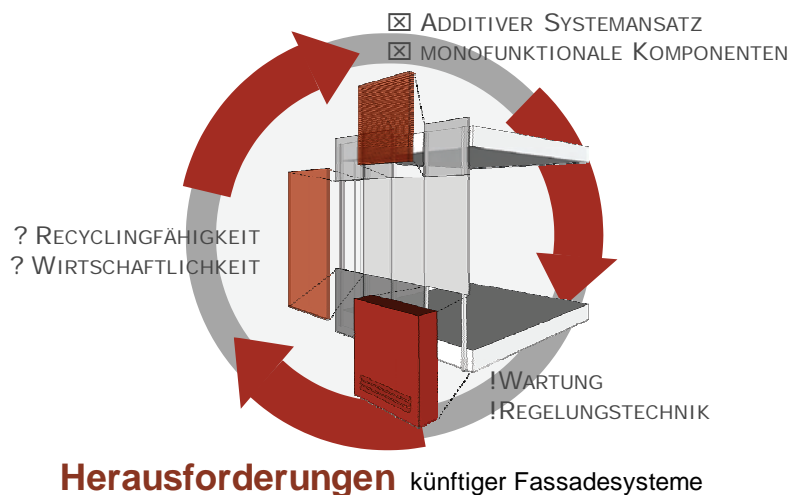 ☒ ADDITIVER SYSTEMANSATZ
☒ MONOFUNKTIONALE KOMPONENTEN
? RECYCLINGFÄHIGKEIT
? WIRTSCHAFTLICHKEIT
!WARTUNG
!REGELUNGSTECHNIK
Herausforderungen künftiger Fassadesysteme